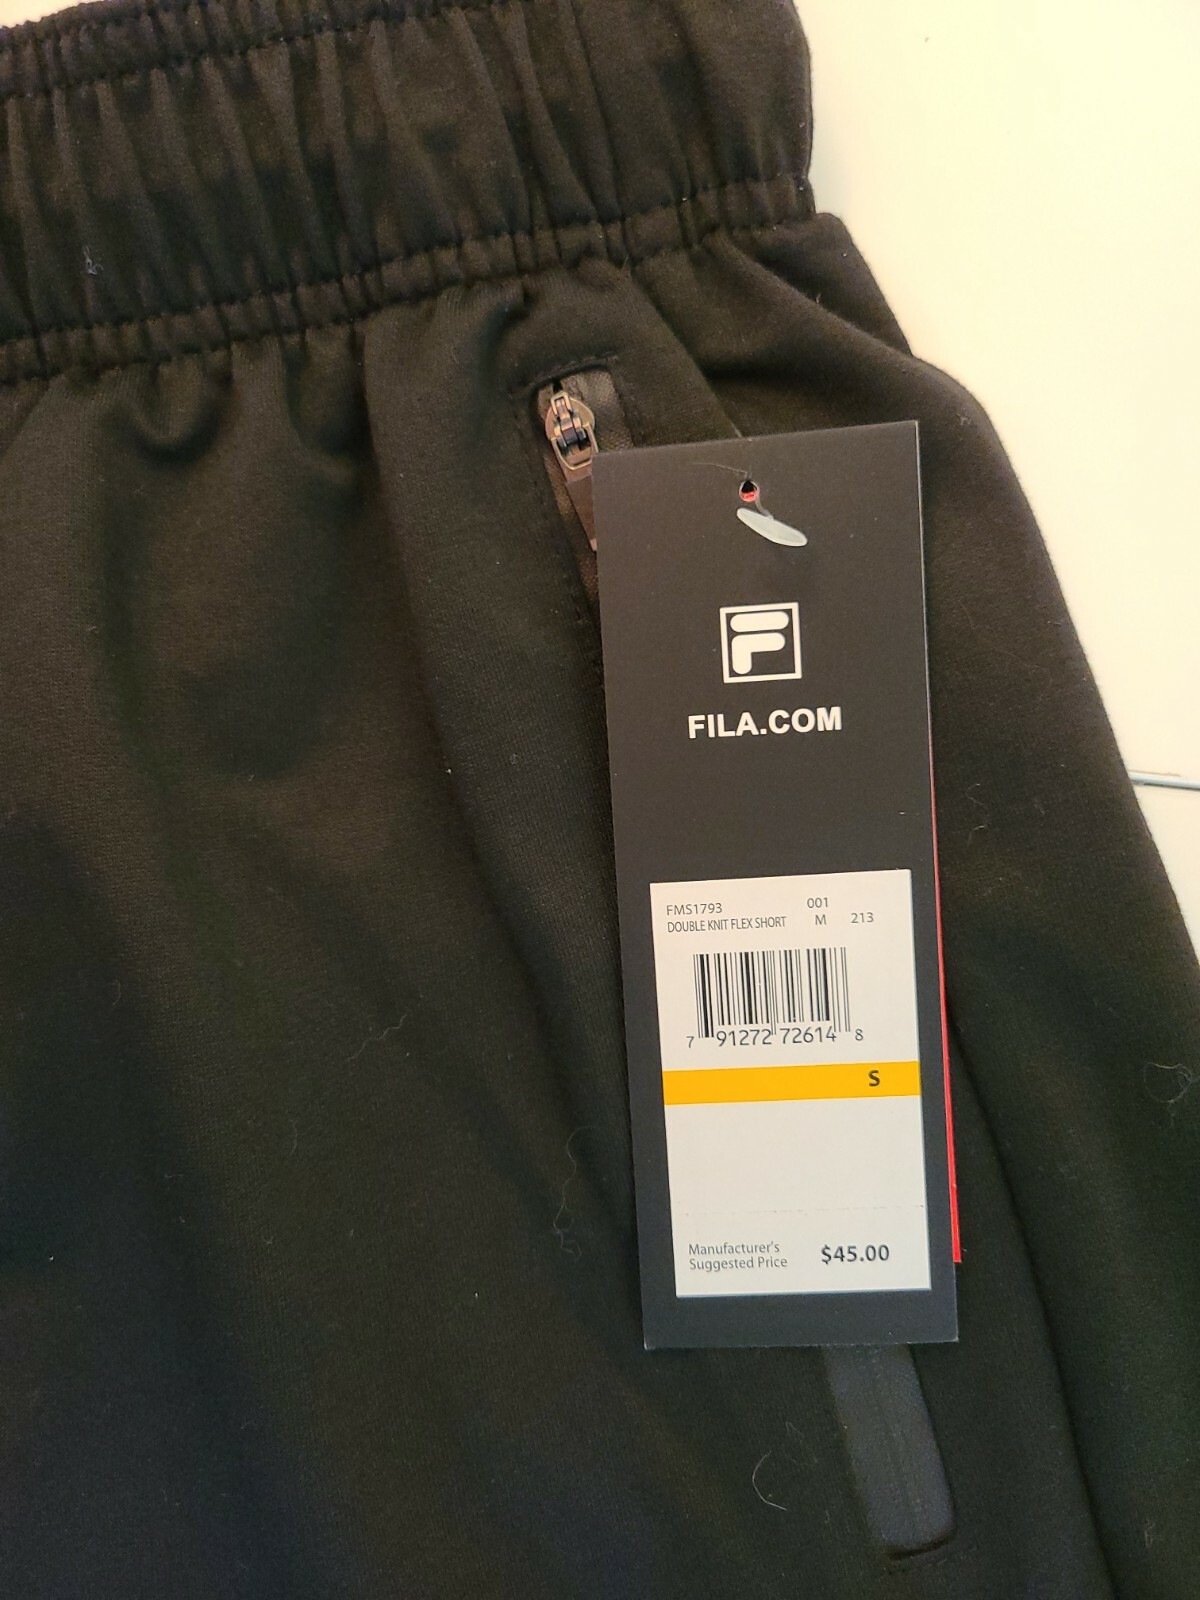 F
FILA.COM
FMS1793 001
DOUBLE KNIT FLEX SHORT M 213
7 91272 72614 8
S
Manufacturer's
Suggested Price $45.00